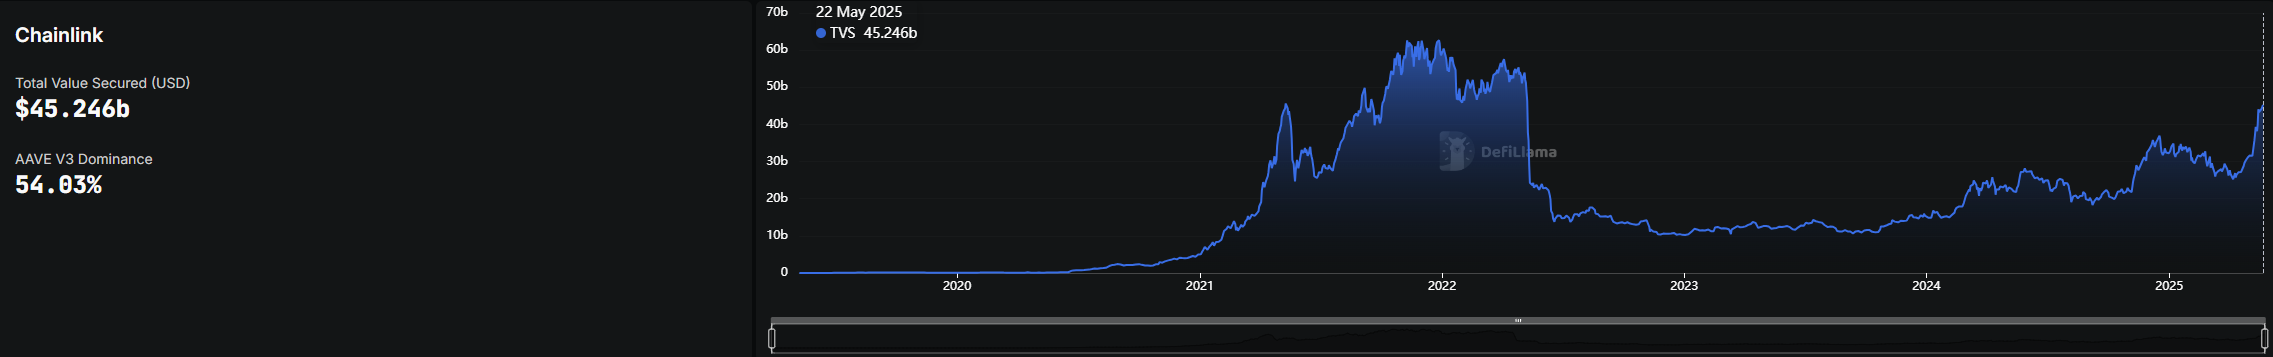 Chainlink
Total Value Secured (USD)
$45.246b
AAVE V3 Dominance
54.03%
22 May 2025
TVS 45.246b
70b
60b
50b
40b
30b
20b
10b
0
DeFiLlama
2020
2021
2022
2023
2024
2025